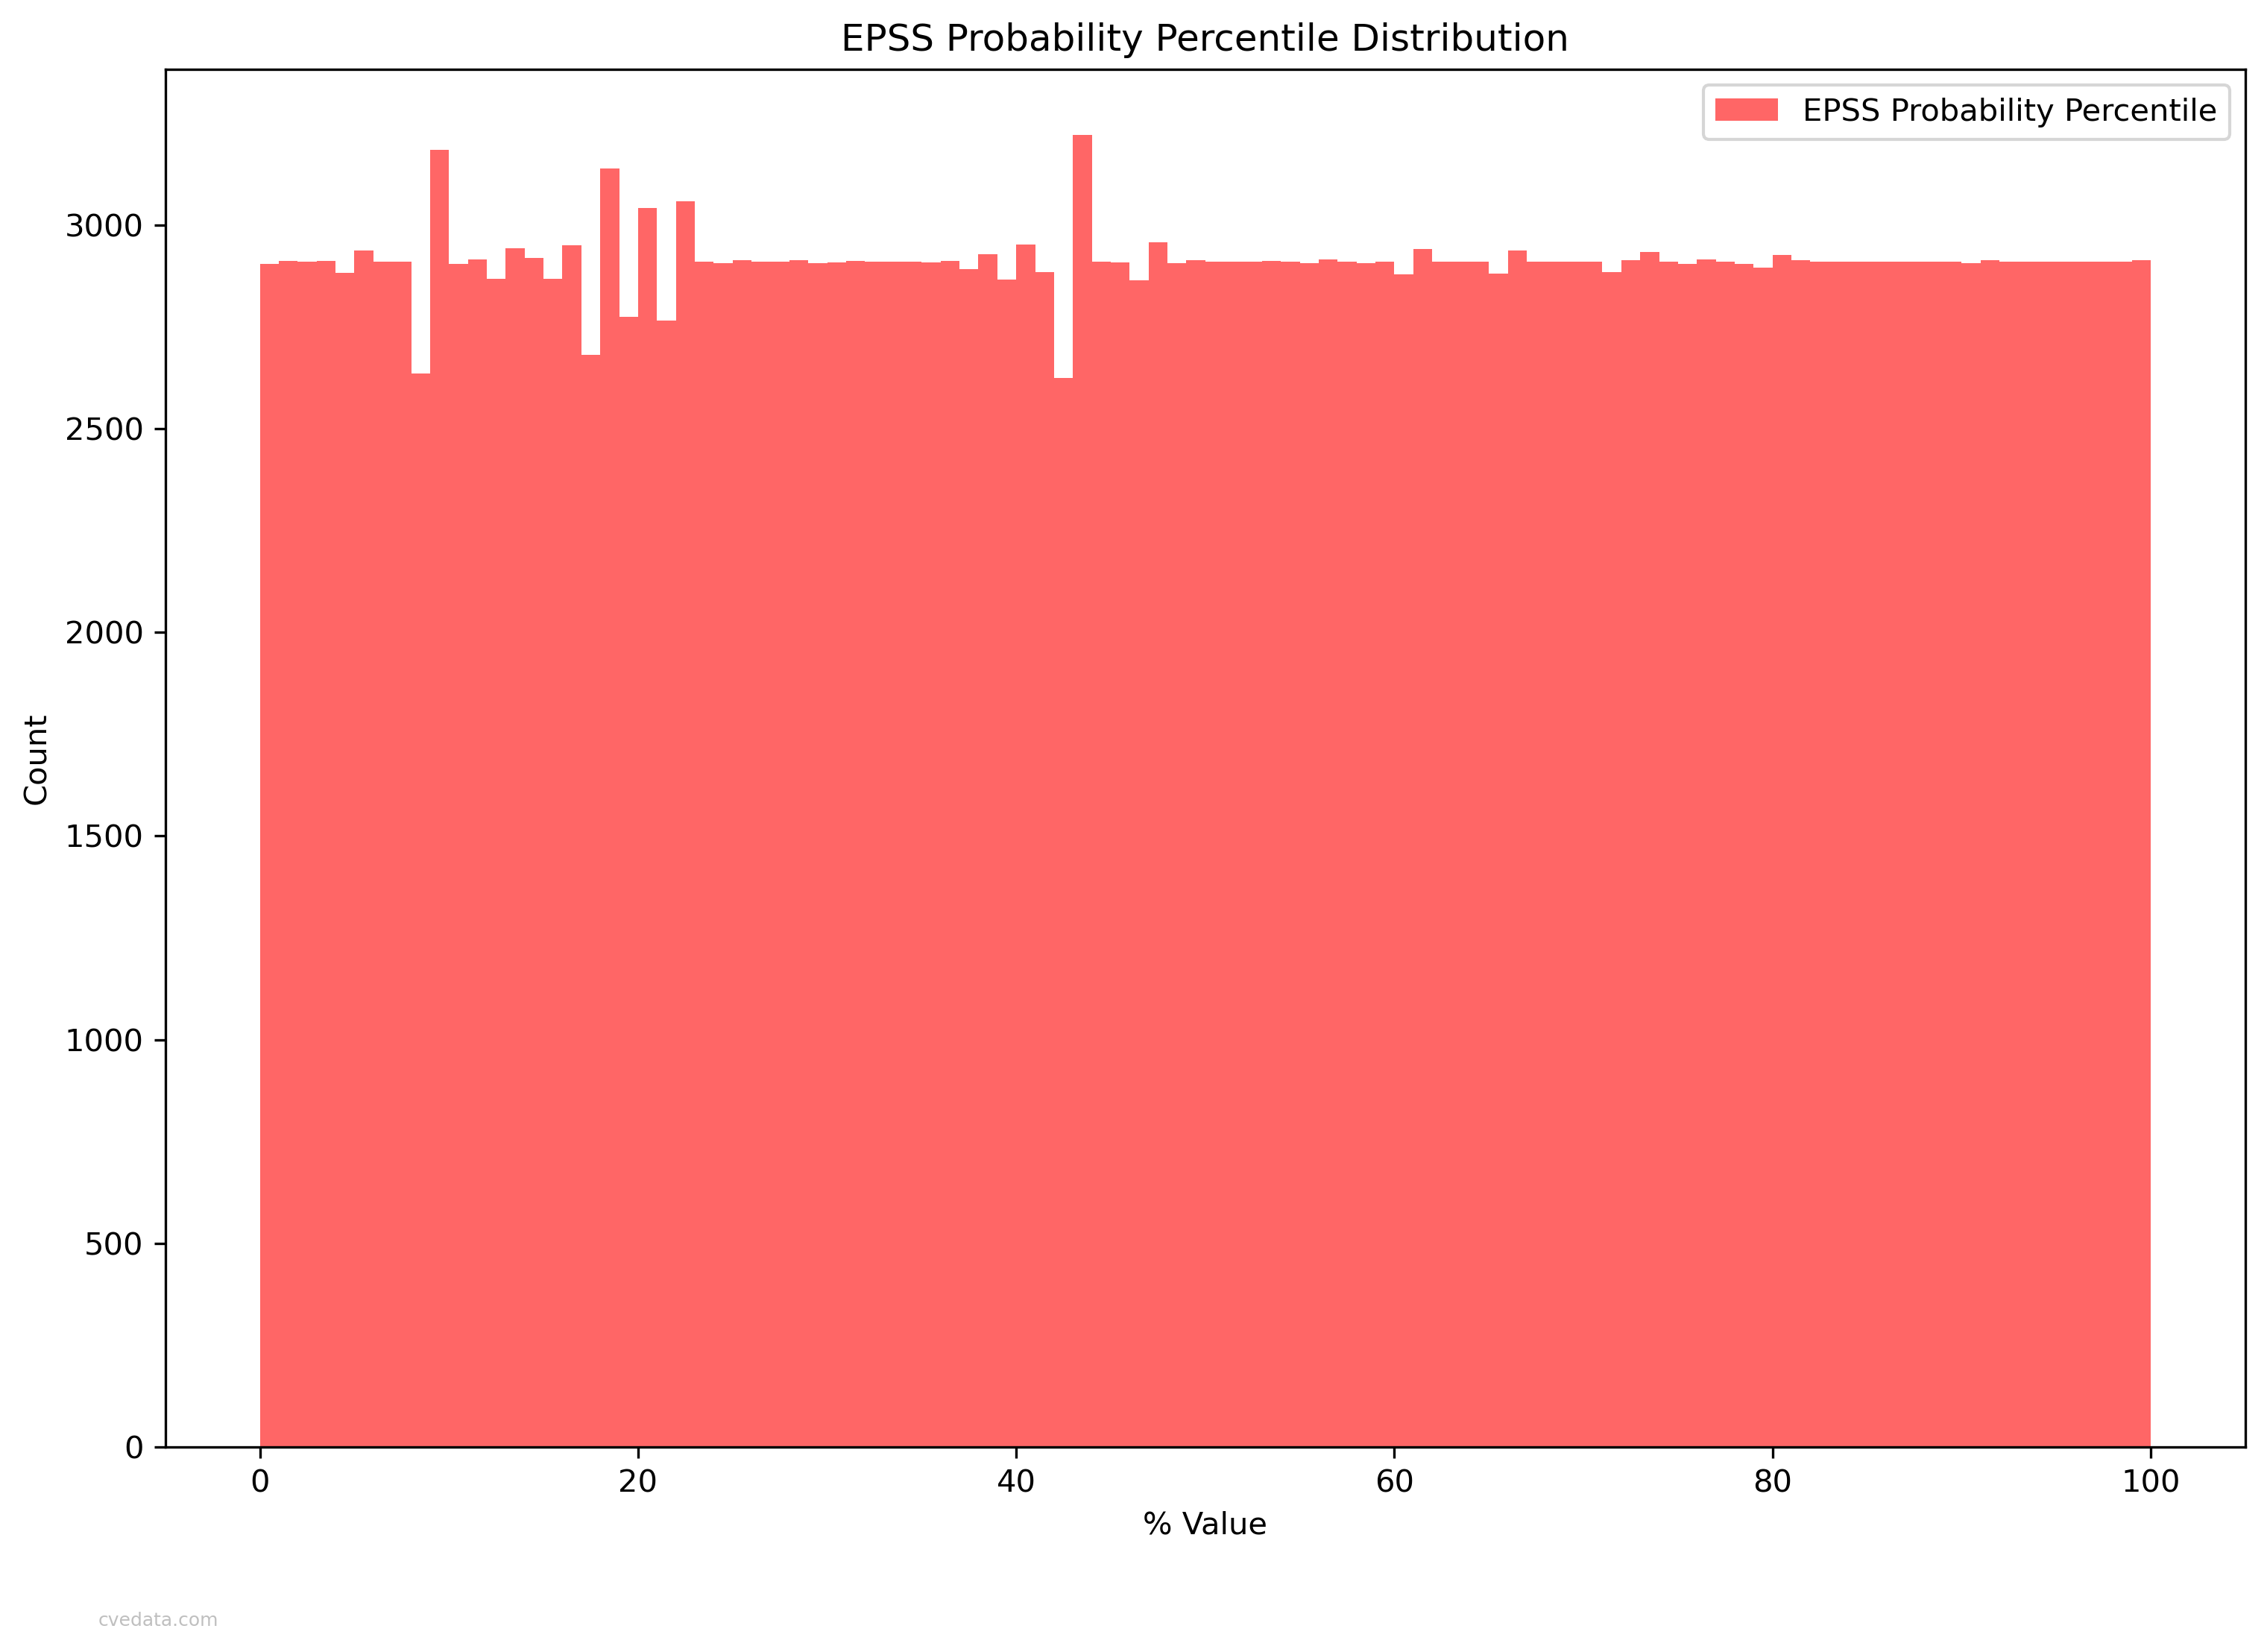 EPSS Probability Percentile Distribution
EPSS Probability Percentile
3000
2500
2000
1500
1000
500
0
Count
0 20 40 60 80 100
% Value
cvedata.com